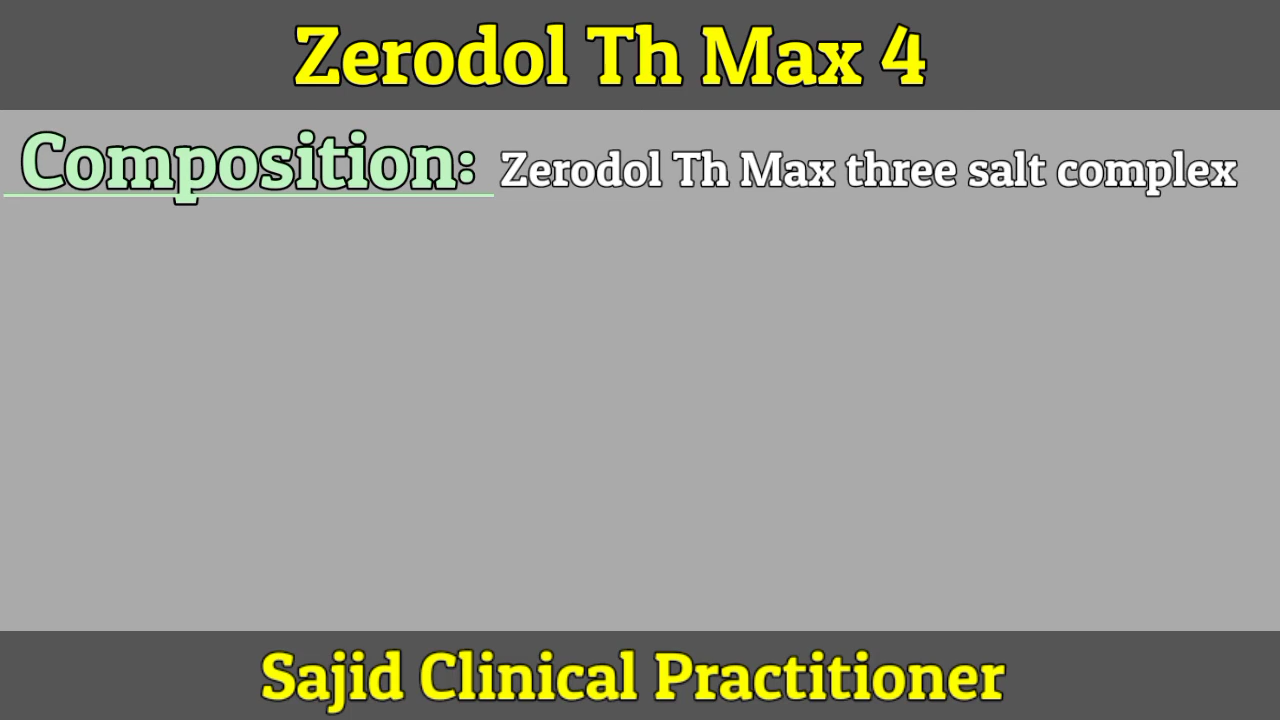 Zerodol Th Max 4
Composition: Zerodol Th Max three salt complex
Sajid Clinical Practitioner